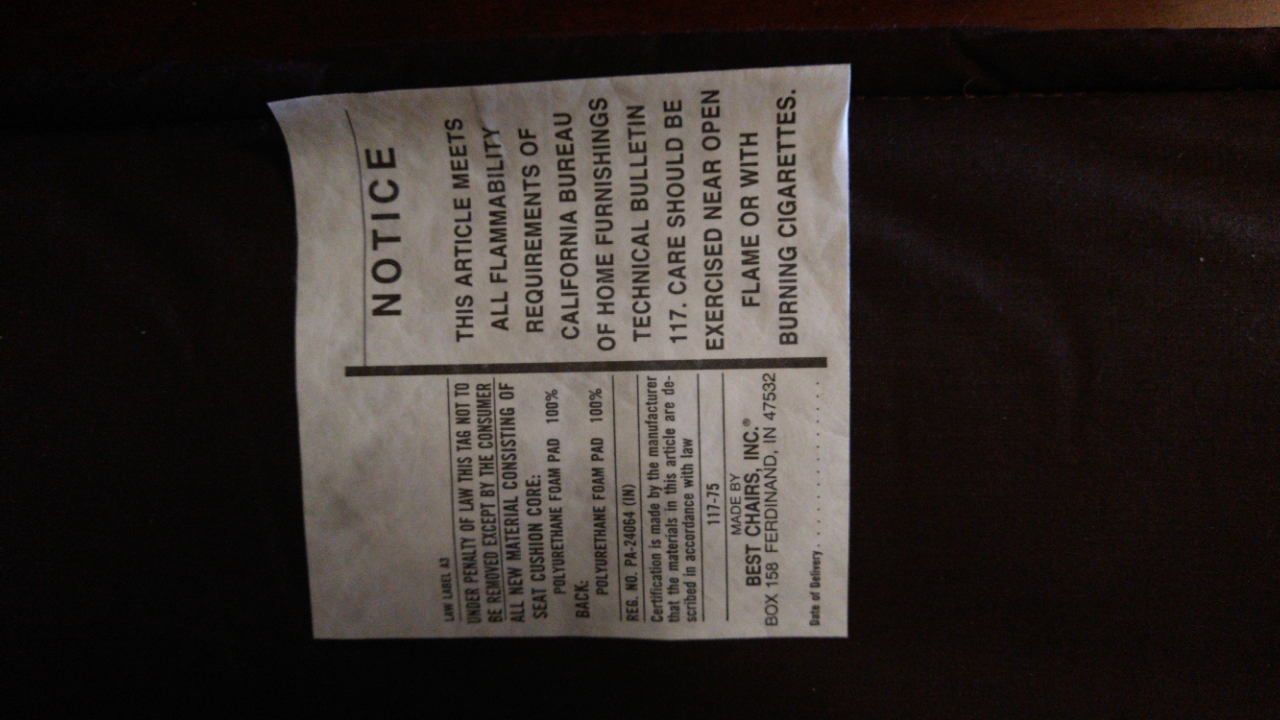 LAW LABEL A3
UNDER PENALTY OF LAW THIS TAG NOT TO
BE REMOVED EXCEPT BY THE CONSUMER
ALL NEW MATERIAL CONSISTING OF
SEAT CUSHION CORE:
POLYURETHANE FOAM PAD 100%
BACK:
POLYURETHANE FOAM PAD 100%
REG. NO. PA-24064 (IN)
Certification is made by the manufacturer
that the materials in this article are de-
scribed in accordance with law
117-75
MADE BY
BEST CHAIRS, INC.®
BOX 158 FERDINAND, IN 47532
Date of Delivery. . . . . . . . . . . . . . . .
NOTICE
THIS ARTICLE MEETS
ALL FLAMMABILITY
REQUIREMENTS OF
CALIFORNIA BUREAU
OF HOME FURNISHINGS
TECHNICAL BULLETIN
117. CARE SHOULD BE
EXERCISED NEAR OPEN
FLAME OR WITH
BURNING CIGARETTES.